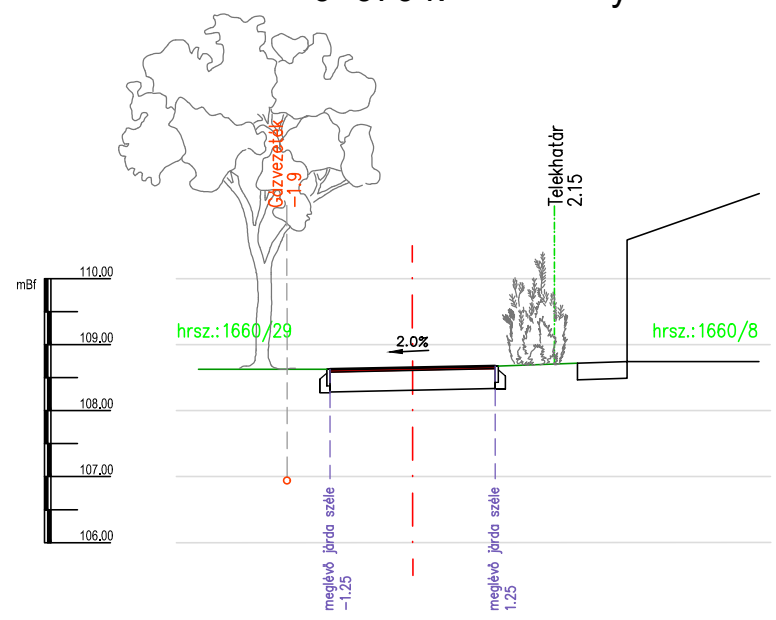 Gázvezeték
-1.9
Telekhatár
2.15
mBf
110.00
hrsz.:1660/29
109.00
2.0%
hrsz.:1660/8
108.00
107.00
106.00
meglévő járda széle
-1.25
meglévő járda széle
1.25